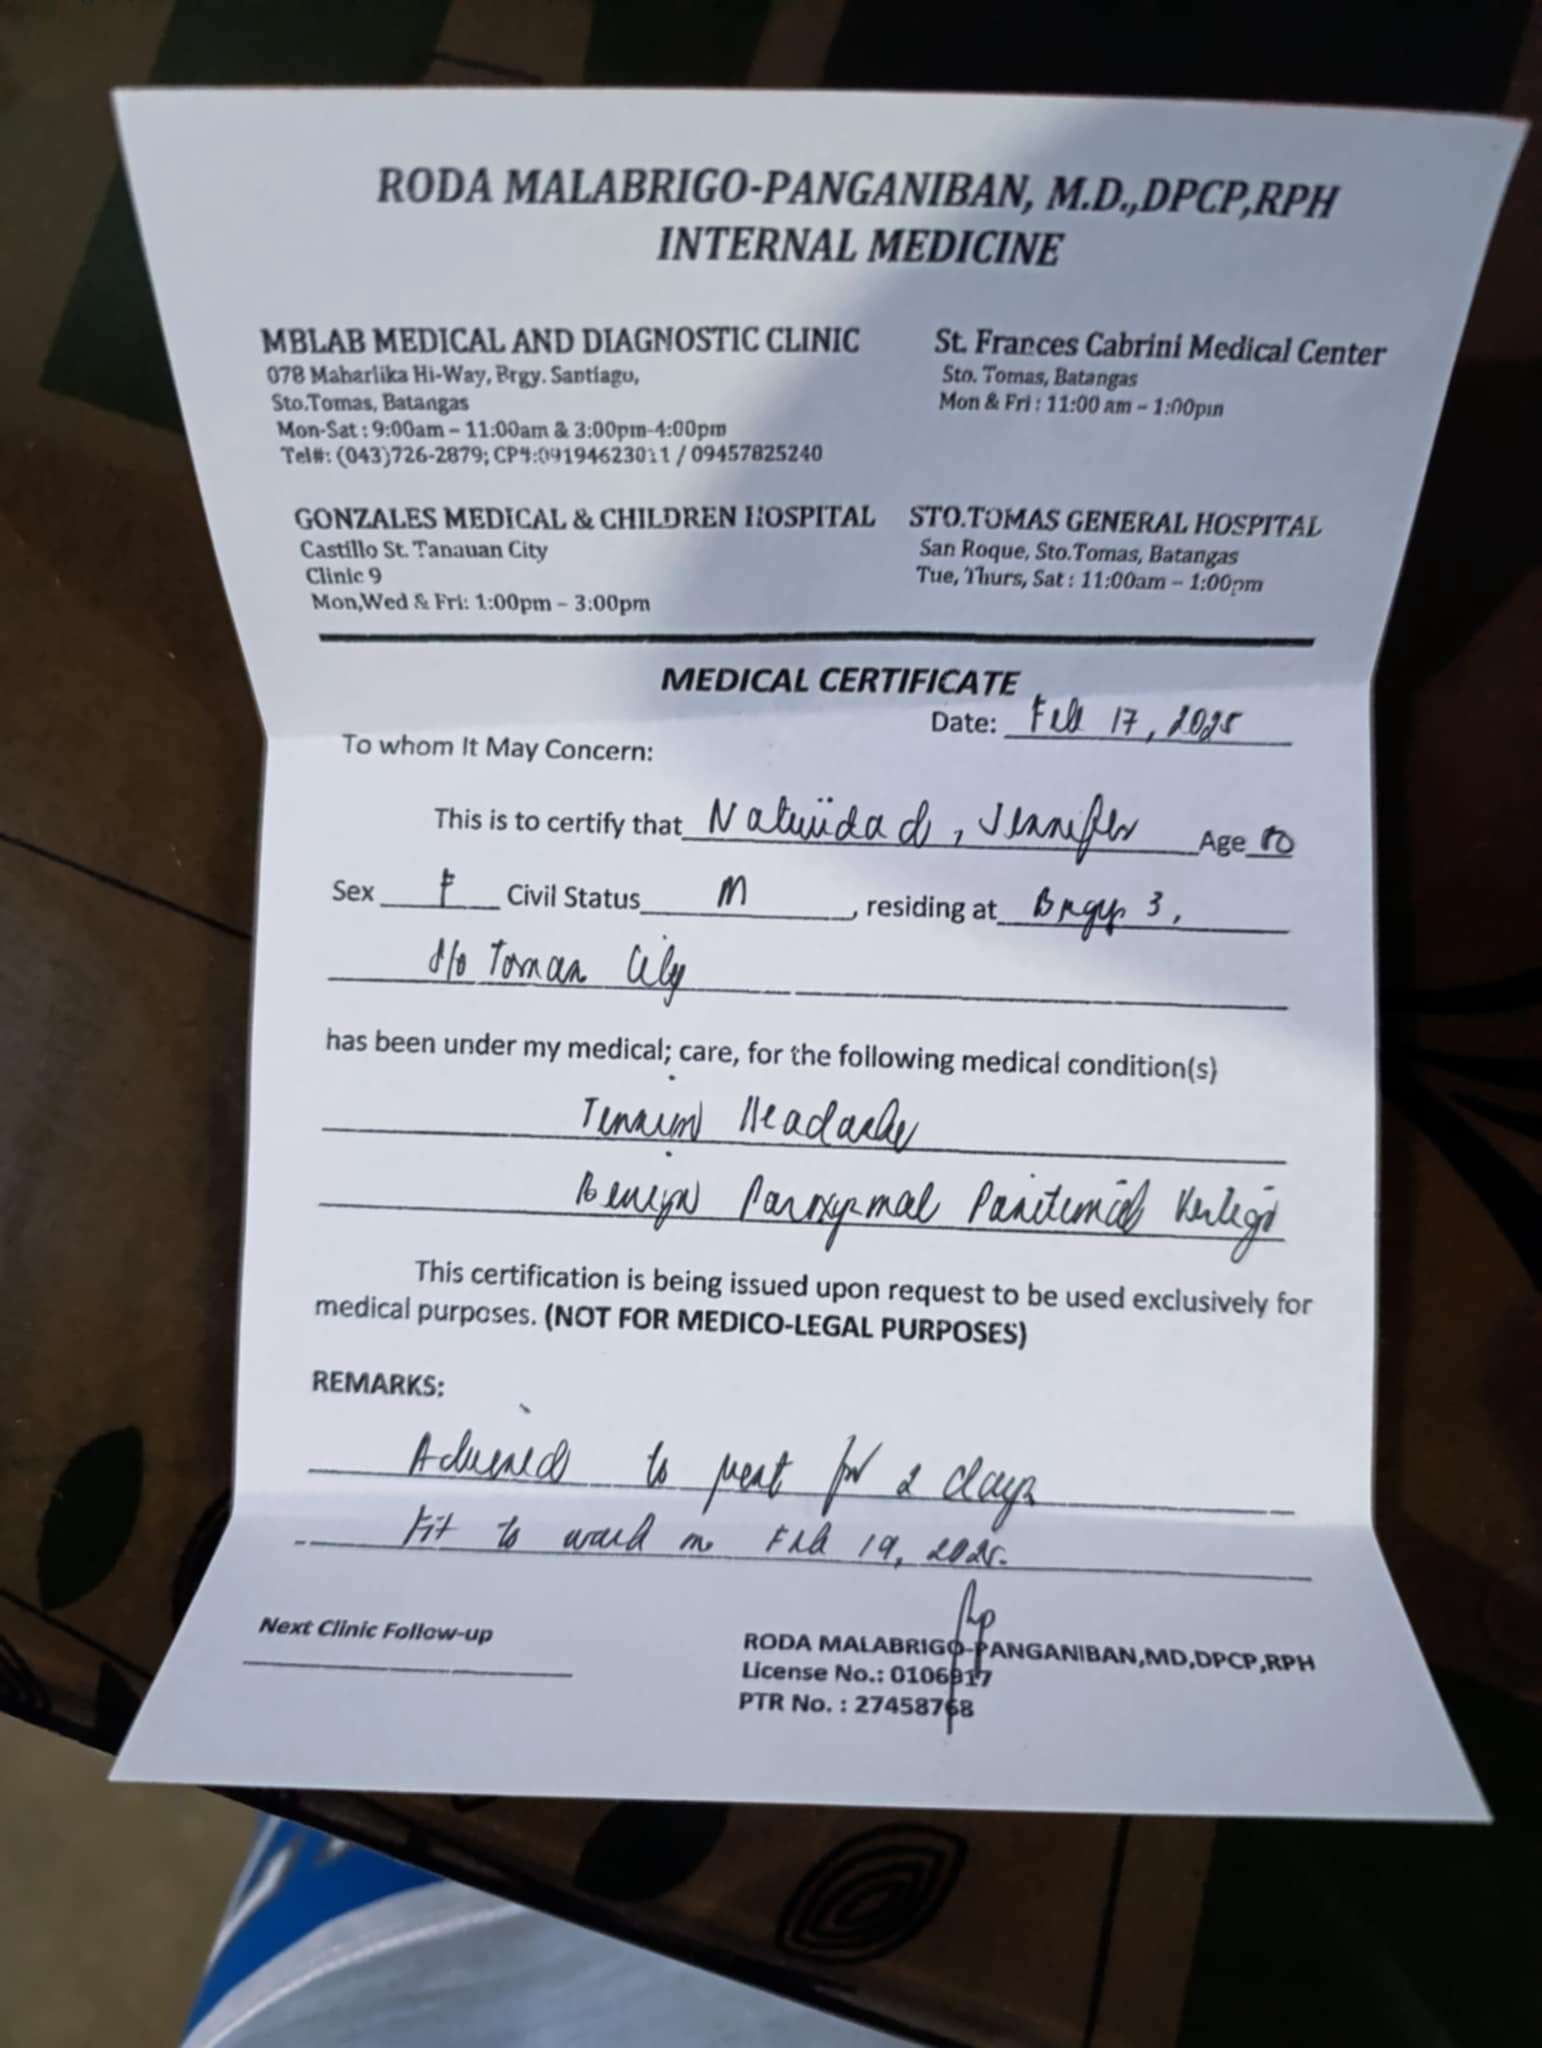 RODA MALABRIGO-PANGANIBAN, M.D.,DPCP,RPH
INTERNAL MEDICINE
MBLAB MEDICAL AND DIAGNOSTIC CLINIC
078 Maharlika Hi-Way, Brgy. Santiago,
Sto.Tomas, Batangas
Mon-Sat : 9:00am – 11:00am & 3:00pm-4:00pm
Tel#: (043)726-2879; CP#:09194623011 / 09457825240
St. Frances Cabrini Medical Center
Sto. Tomas, Batangas
Mon & Fri : 11:00 am – 1:00pm
GONZALES MEDICAL & CHILDREN HOSPITAL
Castillo St. Tanauan City
Clinic 9
Mon,Wed & Fri: 1:00pm – 3:00pm
STO.TOMAS GENERAL HOSPITAL
San Roque, Sto.Tomas, Batangas
Tue, Thurs, Sat : 11:00am – 1:00pm
MEDICAL CERTIFICATE
Date: Feb 17, 2025
To whom It May Concern:
This is to certify that Natividad, Jennifer Age
Sex F Civil Status M, residing at Brgy 3,
Sto Tomas City
has been under my medical; care, for the following medical condition(s)
Tension Headache
Benign Paroxysmal Positional Vertigo
This certification is being issued upon request to be used exclusively for
medical purposes. (NOT FOR MEDICO-LEGAL PURPOSES)
REMARKS:
Advised to rest for 2 days
Fit to work on Feb 19, 2025.
Next Clinic Follow-up
RODA MALABRIGO-PANGANIBAN,MD,DPCP,RPH
License No.: 0106917
PTR No. : 27458768